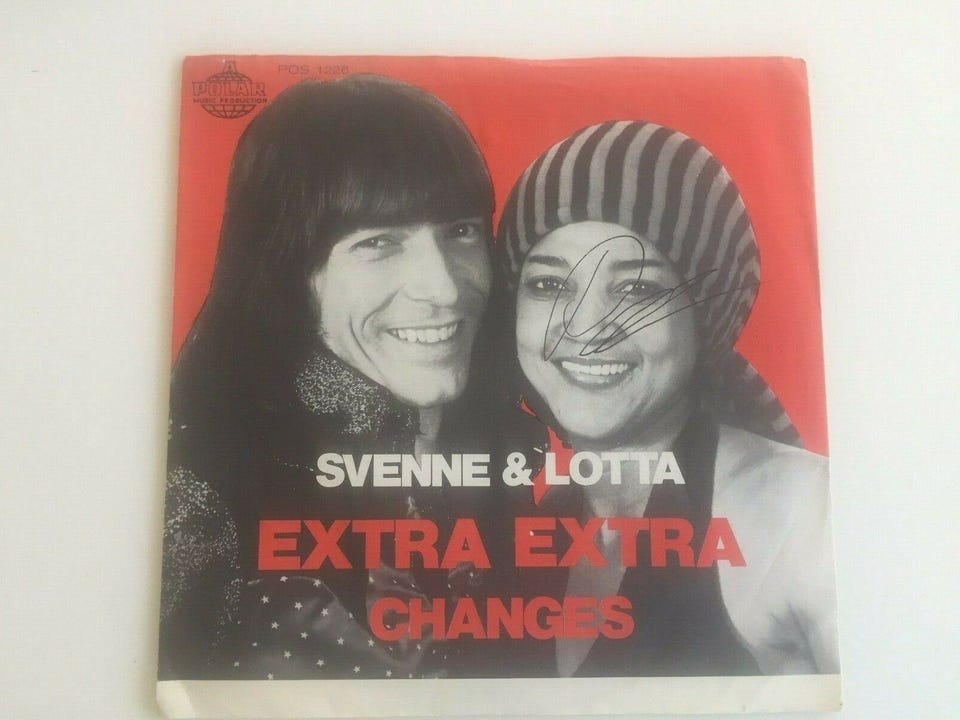 A
POLAR
MUSIC PRODUCTION
POS 1226
SVENNE & LOTTA
EXTRA EXTRA
CHANGES